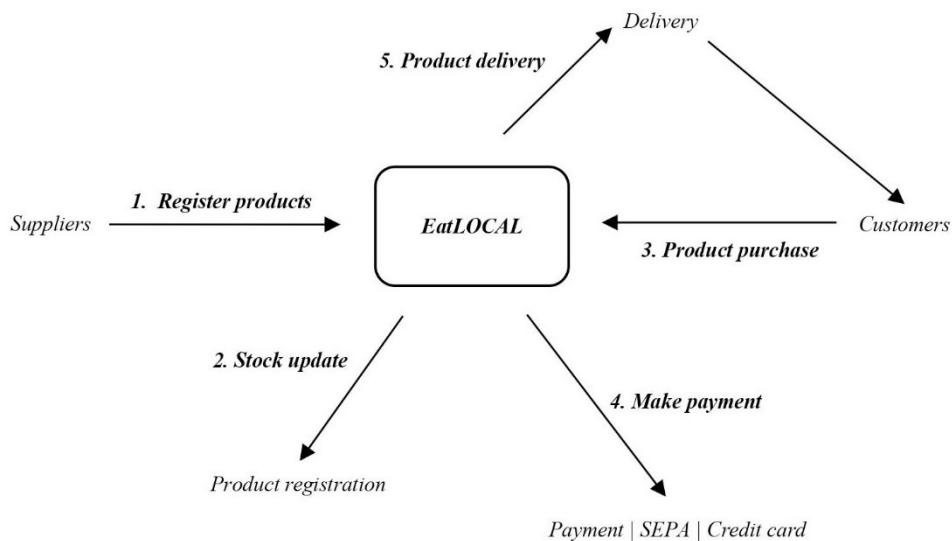 Delivery
5. Product delivery
1. Register products
Suppliers
EatLOCAL
Customers
3. Product purchase
2. Stock update
4. Make payment
Product registration
Payment | SEPA | Credit card